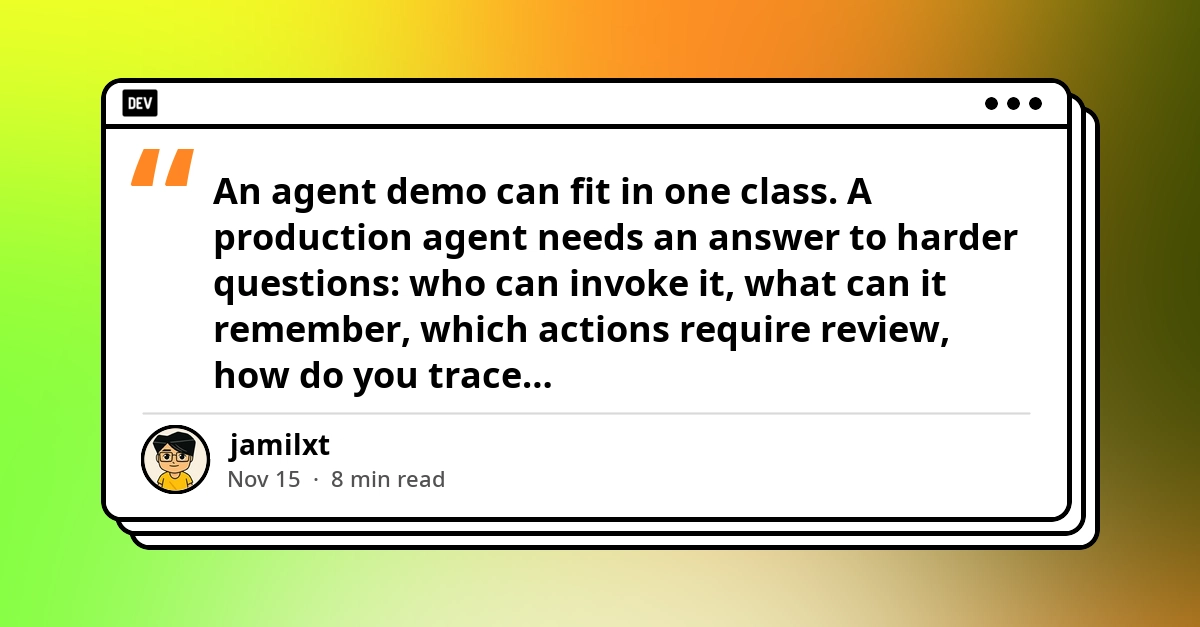 DEV
“
An agent demo can fit in one class. A
production agent needs an answer to harder
questions: who can invoke it, what can it
remember, which actions require review,
how do you trace...
jamilxt
Nov 15 · 8 min read